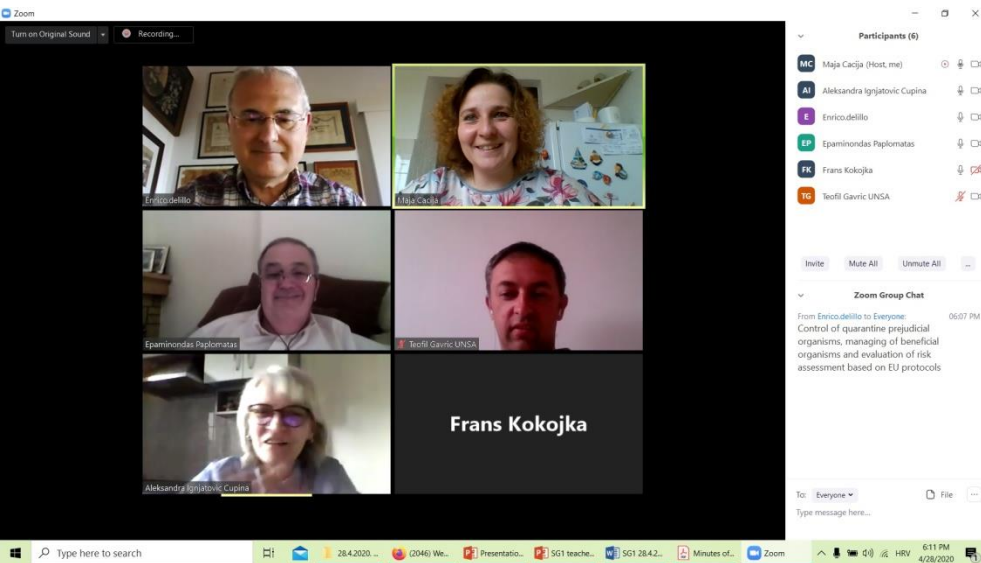 Zoom
Turn on Original Sound
Recording...
Enrico.delillo
Maja Cacija
Epaminondas Paplomatas
Teofil Gavric UNSA
Aleksandra Ignjatovic Cupina
Frans Kokojka
Participants (6)
MC Maja Cacija (Host, me)
AI Aleksandra Ignjatovic Cupina
E Enrico.delillo
EP Epaminondas Paplomatas
FK Frans Kokojka
TG Teofil Gavric UNSA
Invite Mute All Unmute All ...
Zoom Group Chat
From Enrico.delillo to Everyone: 06:07 PM
Control of quarantine prejudicial
organisms, managing of beneficial
organisms and evaluation of risk
assessment based on EU protocols
To: Everyone File ...
Type message here...
Type here to search
28.4.2020. ...
(2046) We...
Presentatio...
SG1 teache...
SG1 28.4.2...
Minutes of...
Zoom
HRV
6:11 PM
4/28/2020